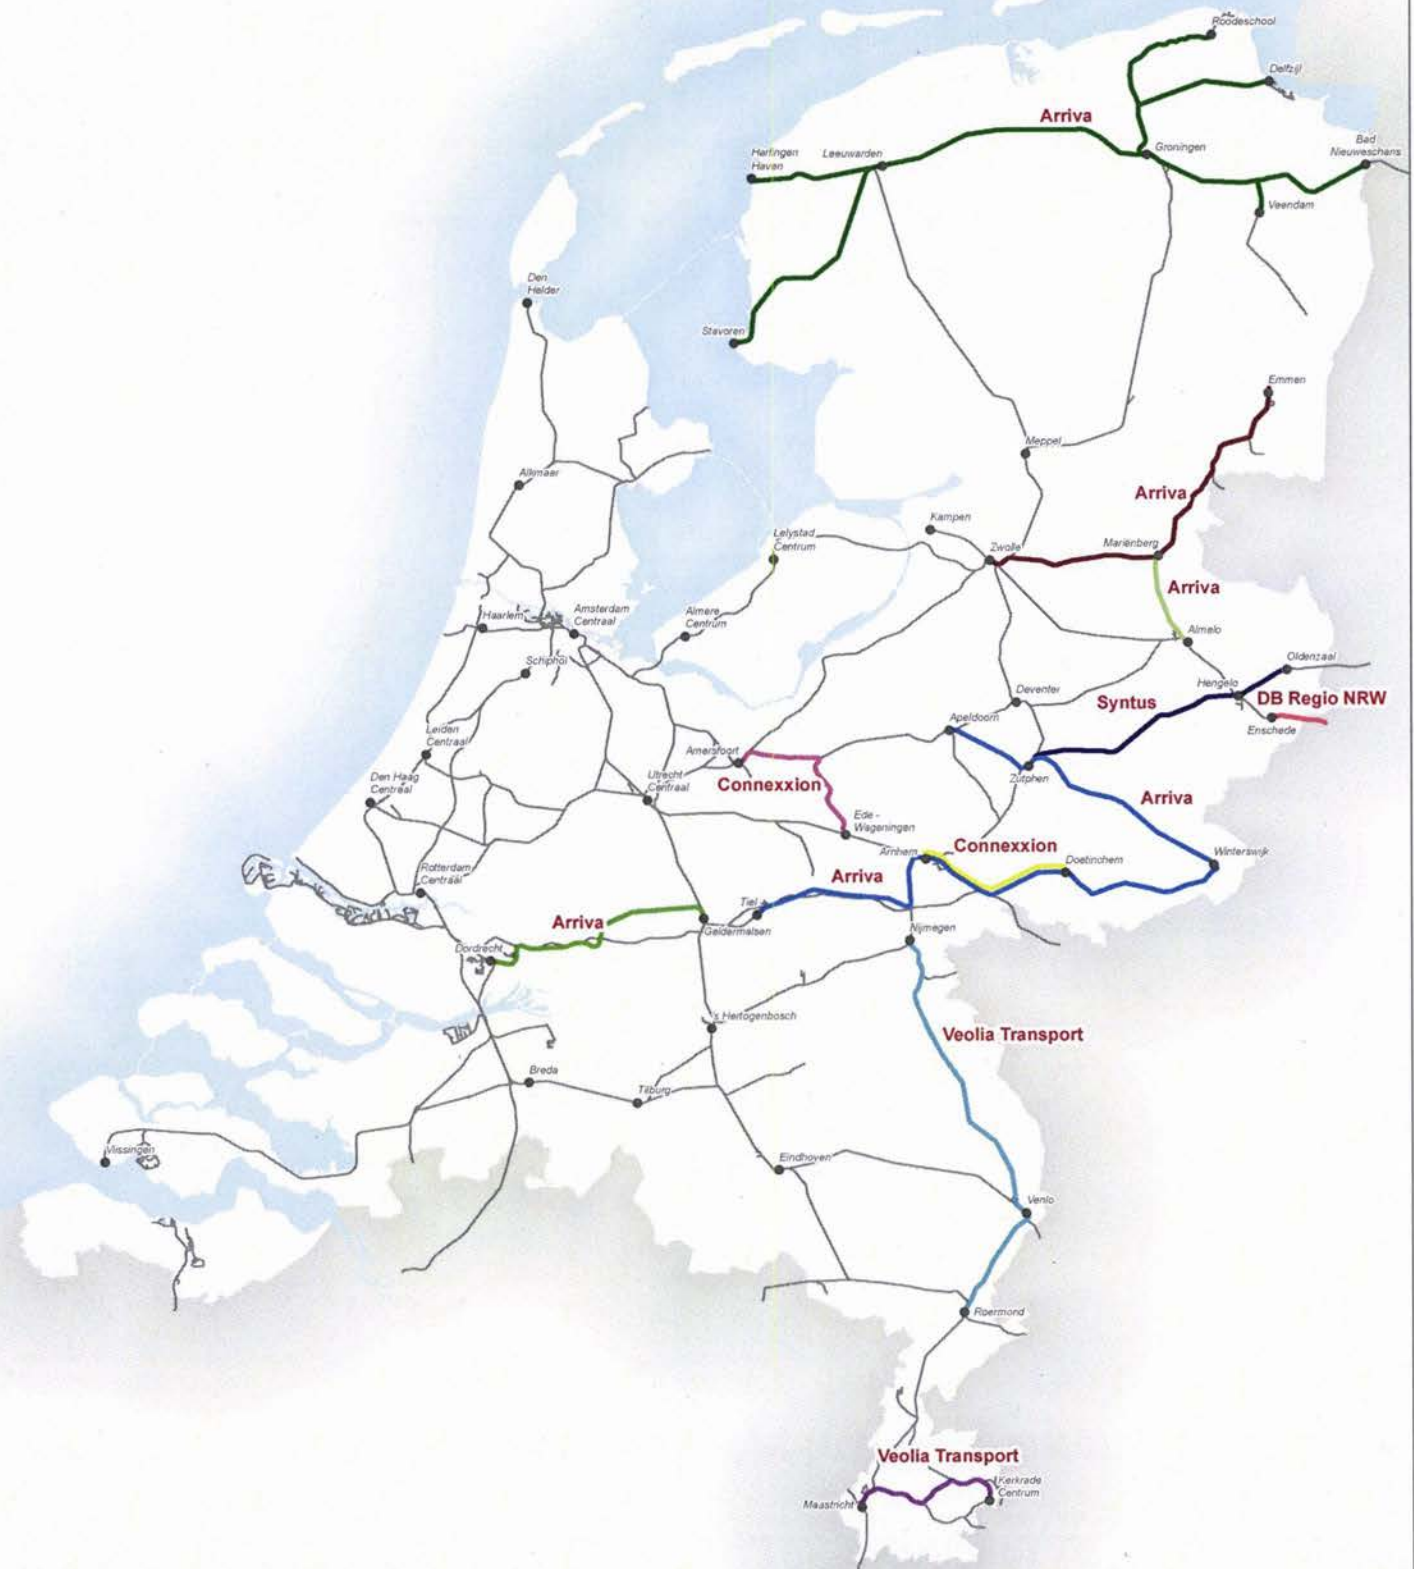 Roodeschool
Delfzijl
Arriva
Harlingen
Haven
Leeuwarden
Groningen
Bad
Nieuweschans
Veendam
Den
Helder
Stavoren
Emmen
Meppel
Alkmaar
Arriva
Kampen
Lelystad
Centrum
Zwolle
Mariënberg
Arriva
Haarlem
Amsterdam
Centraal
Almere
Centrum
Almelo
Schiphol
Oldenzaal
Hengelo
Deventer
Syntus
DB Regio NRW
Apeldoorn
Enschede
Leiden
Centraal
Amersfoort
Den Haag
Centraal
Utrecht
Centraal
Connexxion
Zutphen
Arriva
Ede -
Wageningen
Connexxion
Arnhem
Doetinchem
Winterswijk
Rotterdam
Centraal
Arriva
Tiel
Arriva
Geldermalsen
Nijmegen
Dordrecht
's Hertogenbosch
Veolia Transport
Breda
Tilburg
Vlissingen
Eindhoven
Venlo
Roermond
Veolia Transport
Kerkrade
Centrum
Maastricht